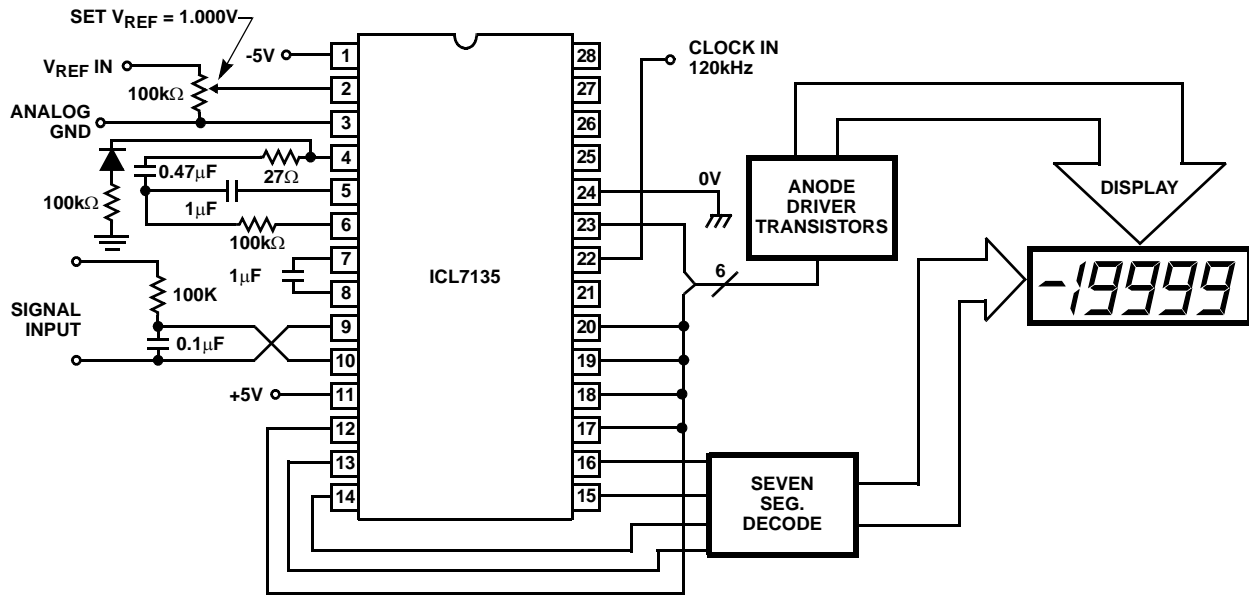 SET VREF = 1.000V
-5V
VREF IN
100kΩ
ANALOG
GND
0.47μF
27Ω
100kΩ
1μF
100kΩ
1μF
SIGNAL
INPUT
100K
0.1μF
+5V
1
2
3
4
5
6
7
8
9
10
11
12
13
14
ICL7135
28
27
26
25
24
23
22
21
20
19
18
17
16
15
CLOCK IN
120kHz
0V
6
ANODE
DRIVER
TRANSISTORS
DISPLAY
-19999
SEVEN
SEG.
DECODE